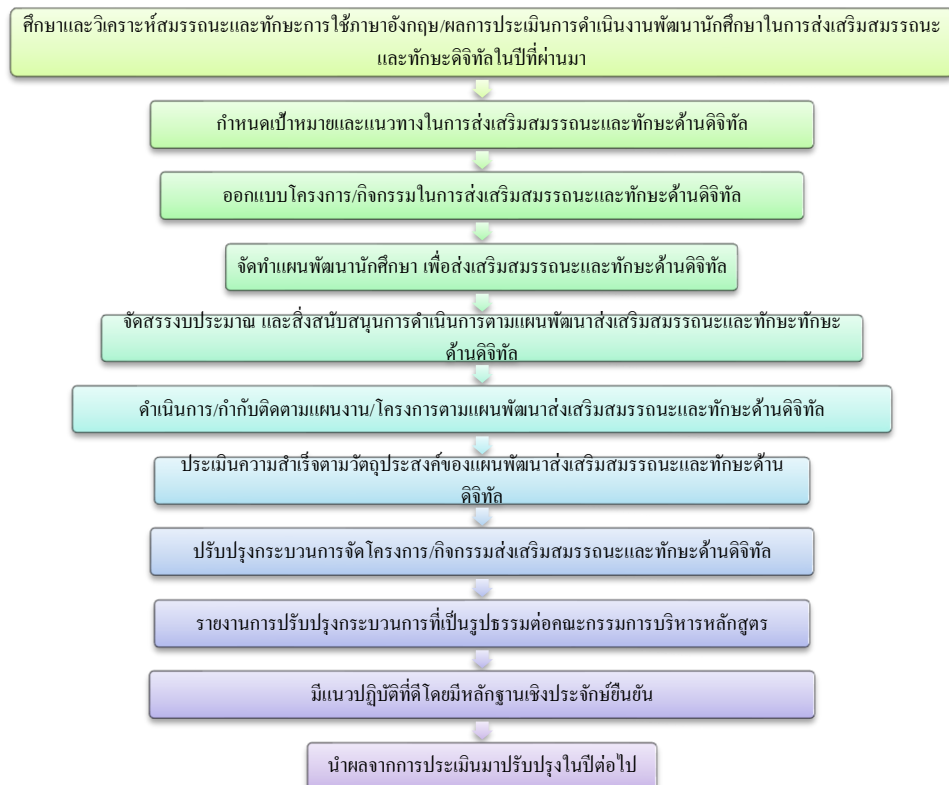 ศึกษาและวิเคราะห์สมรรถนะและทักษะการใช้ภาษาอังกฤษ/ผลการประเมินการดำเนินงานพัฒนานักศึกษาในการส่งเสริมสมรรถนะ
และทักษะดิจิทัลในปีที่ผ่านมา
กำหนดเป้าหมายและแนวทางในการส่งเสริมสมรรถนะและทักษะด้านดิจิทัล
ออกแบบโครงการ/กิจกรรมในการส่งเสริมสมรรถนะและทักษะด้านดิจิทัล
จัดทำแผนพัฒนานักศึกษา เพื่อส่งเสริมสมรรถนะและทักษะด้านดิจิทัล
จัดสรรงบประมาณ และสิ่งสนับสนุนการดำเนินการตามแผนพัฒนาส่งเสริมสมรรถนะและทักษะทักษะ
ด้านดิจิทัล
ดำเนินการ/กำกับติดตามแผนงาน/โครงการตามแผนพัฒนาส่งเสริมสมรรถนะและทักษะด้านดิจิทัล
ประเมินความสำเร็จตามวัตถุประสงค์ของแผนพัฒนาส่งเสริมสมรรถนะและทักษะด้าน
ดิจิทัล
ปรับปรุงกระบวนการจัดโครงการ/กิจกรรมส่งเสริมสมรรถนะและทักษะด้านดิจิทัล
รายงานการปรับปรุงกระบวนการที่เป็นรูปธรรมต่อคณะกรรมการบริหารหลักสูตร
มีแนวปฏิบัติที่ดีโดยมีหลักฐานเชิงประจักษ์ยืนยัน
นำผลจากการประเมินมาปรับปรุงในปีต่อไป